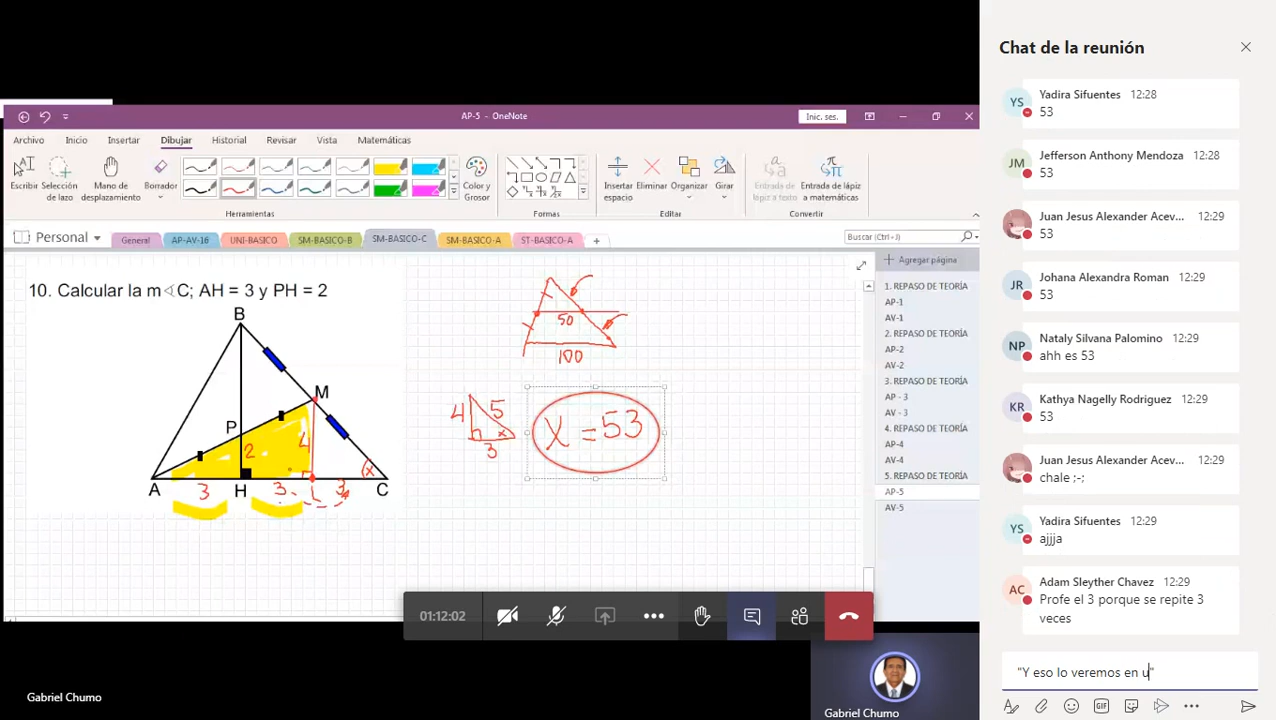 Chat de la reunión
YS
Yadira Sifuentes 12:28
53
JM
Jefferson Anthony Mendoza 12:28
53
Juan Jesus Alexander Acev... 12:29
53
JR
Johana Alexandra Roman 12:29
53
NP
Nataly Silvana Palomino 12:29
ahh es 53
KR
Kathya Nagelly Rodriguez 12:29
53
Juan Jesus Alexander Acev... 12:29
chale ;-;
YS
Yadira Sifuentes 12:29
ajjja
AC
Adam Sleyther Chavez 12:29
Profe el 3 porque se repite 3
veces
"Y eso lo veremos en u"
GIF
AP-5 - OneNote
Inic. ses.
Archivo Inicio Insertar Dibujar Historial Revisar Vista Matemáticas
Escribir
Selección de lazo
Mano de desplazamiento
Borrador
Color y Grosor
Insertar espacio
Eliminar
Organizar
Girar
Entrada de lápiz a texto
Entrada de lápiz a matemáticas
Herramientas Formas Editar Convertir
Personal General AP-AV-16 UNI-BASICO SM-BASICO-B SM-BASICO-C SM-BASICO-A ST-BASICO-A
Buscar (Ctrl+J)
Agregar página
1. REPASO DE TEORÍA
AP-1
AV-1
2. REPASO DE TEORÍA
AP-2
AV-2
3. REPASO DE TEORÍA
AP - 3
AV - 3
4. REPASO DE TEORÍA
AP-4
AV-4
5. REPASO DE TEORÍA
AP-5
AV-5
10. Calcular la m∢C; AH = 3 y PH = 2
B
M
P
2
4
x
A H C
3 3 3
50
100
4 5
x
3
X = 53
01:12:02
Gabriel Chumo
Gabriel Chumo